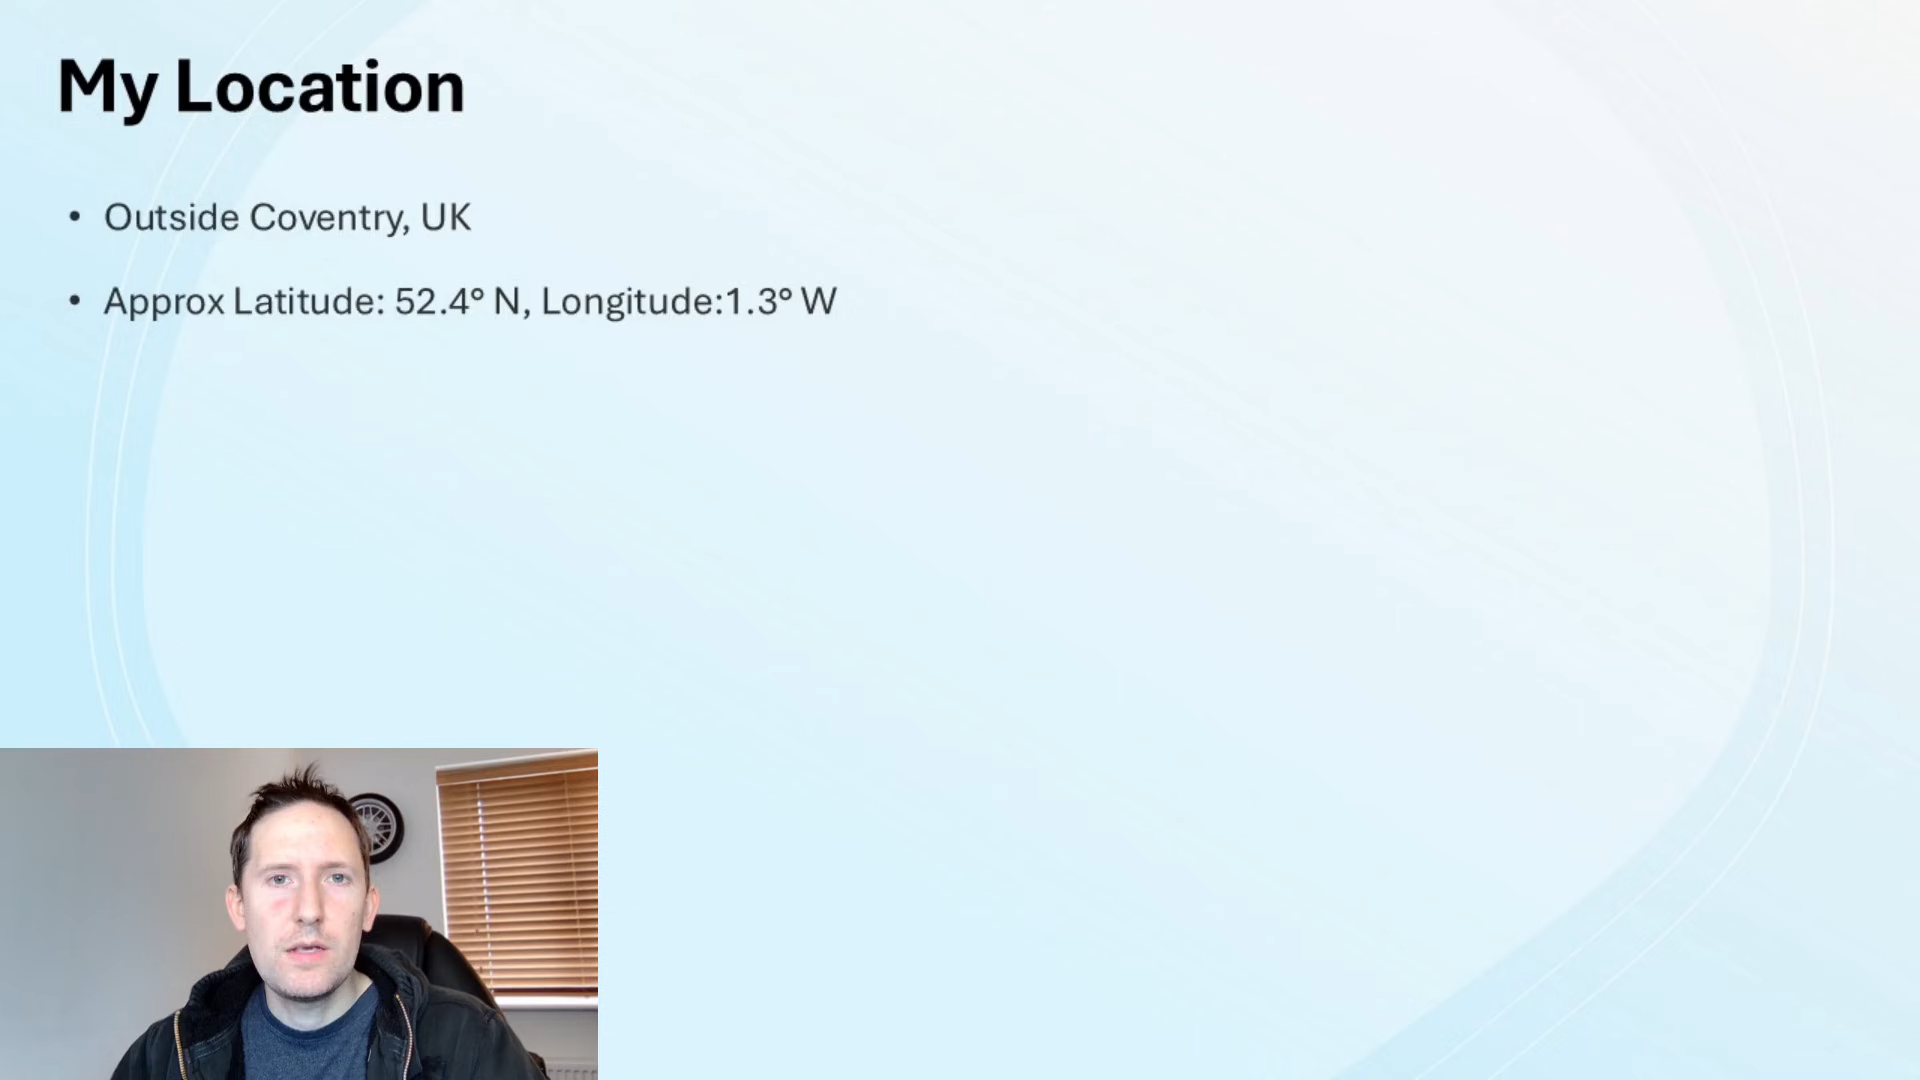 My Location
• Outside Coventry, UK
• Approx Latitude: 52.4° N, Longitude:1.3° W